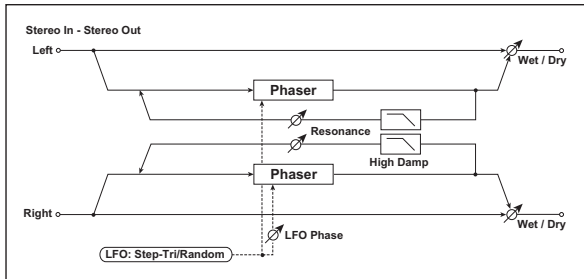 Stereo In - Stereo Out
Left
Wet / Dry
Phaser
Resonance
High Damp
Phaser
Right
Wet / Dry
LFO Phase
LFO: Step-Tri/Random